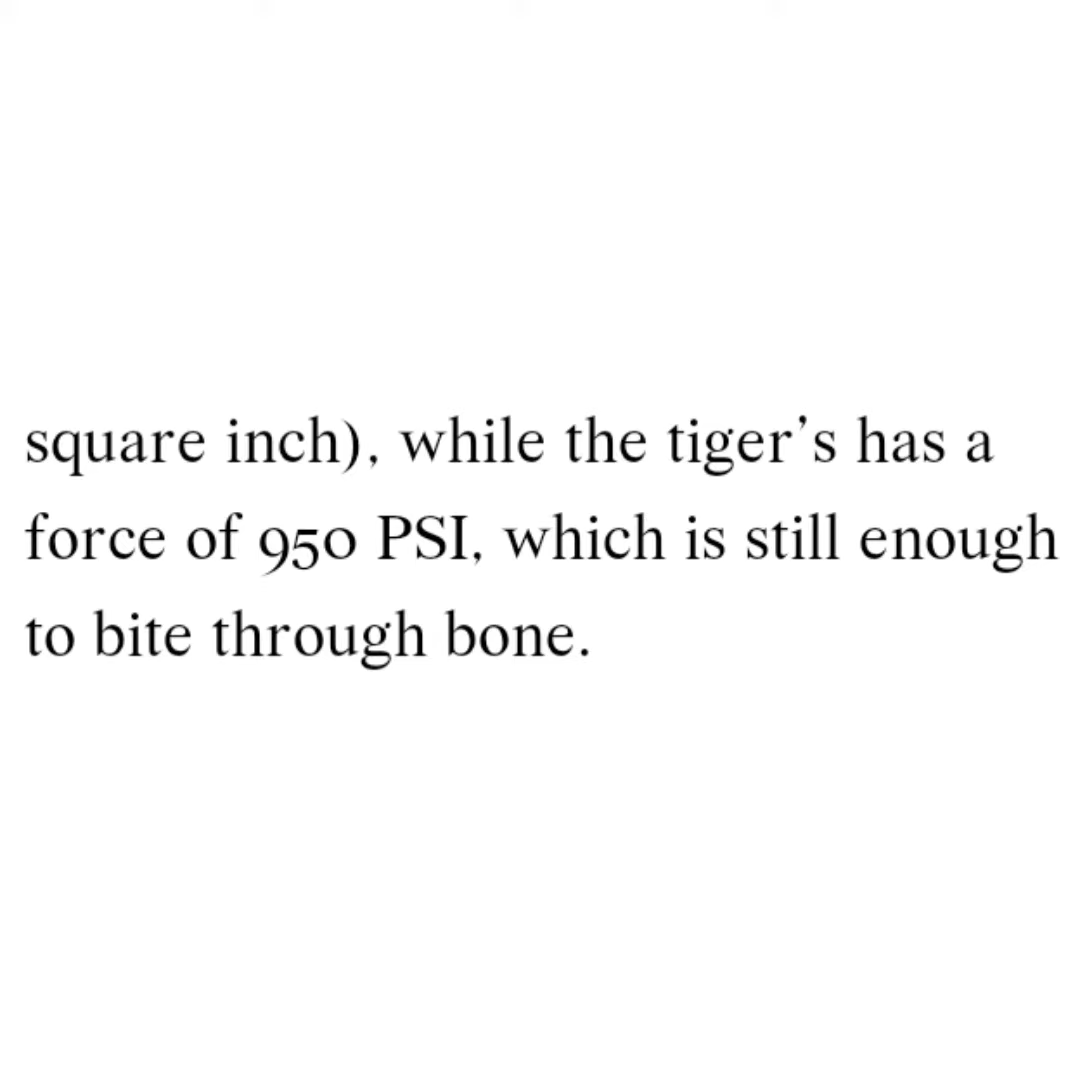 square inch), while the tiger’s has a
force of 950 PSI, which is still enough
to bite through bone.